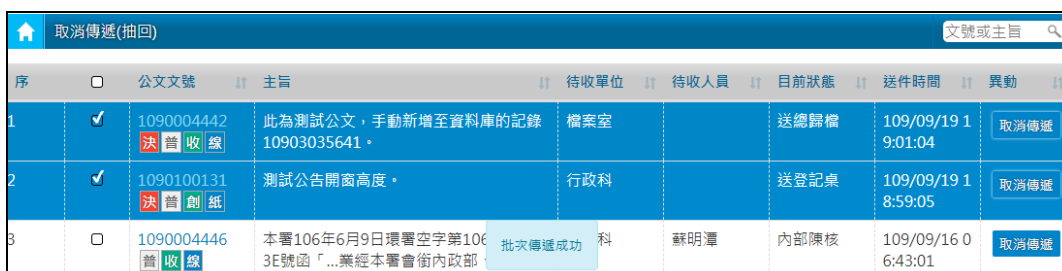 取消傳遞(抽回)
文號或主旨
序 公文文號 主旨 待收單位 待收人員 目前狀態 送件時間 異動
1 1090004442 此為測試公文，手動新增至資料庫的記錄 檔案室 送總歸檔 109/09/19 1 取消傳遞
決 普 收 線 10903035641。 9:01:04
2 1090100131 測試公告開窗高度。 行政科 送登記桌 109/09/19 1 取消傳遞
決 普 創 紙 8:59:05
3 1090004446 本署106年6月9日環署空字第106 科 蘇明潭 內部陳核 109/09/16 0 取消傳遞
普 收 線 3E號函「...業經本署會銜內政部、 6:43:01
批次傳遞成功